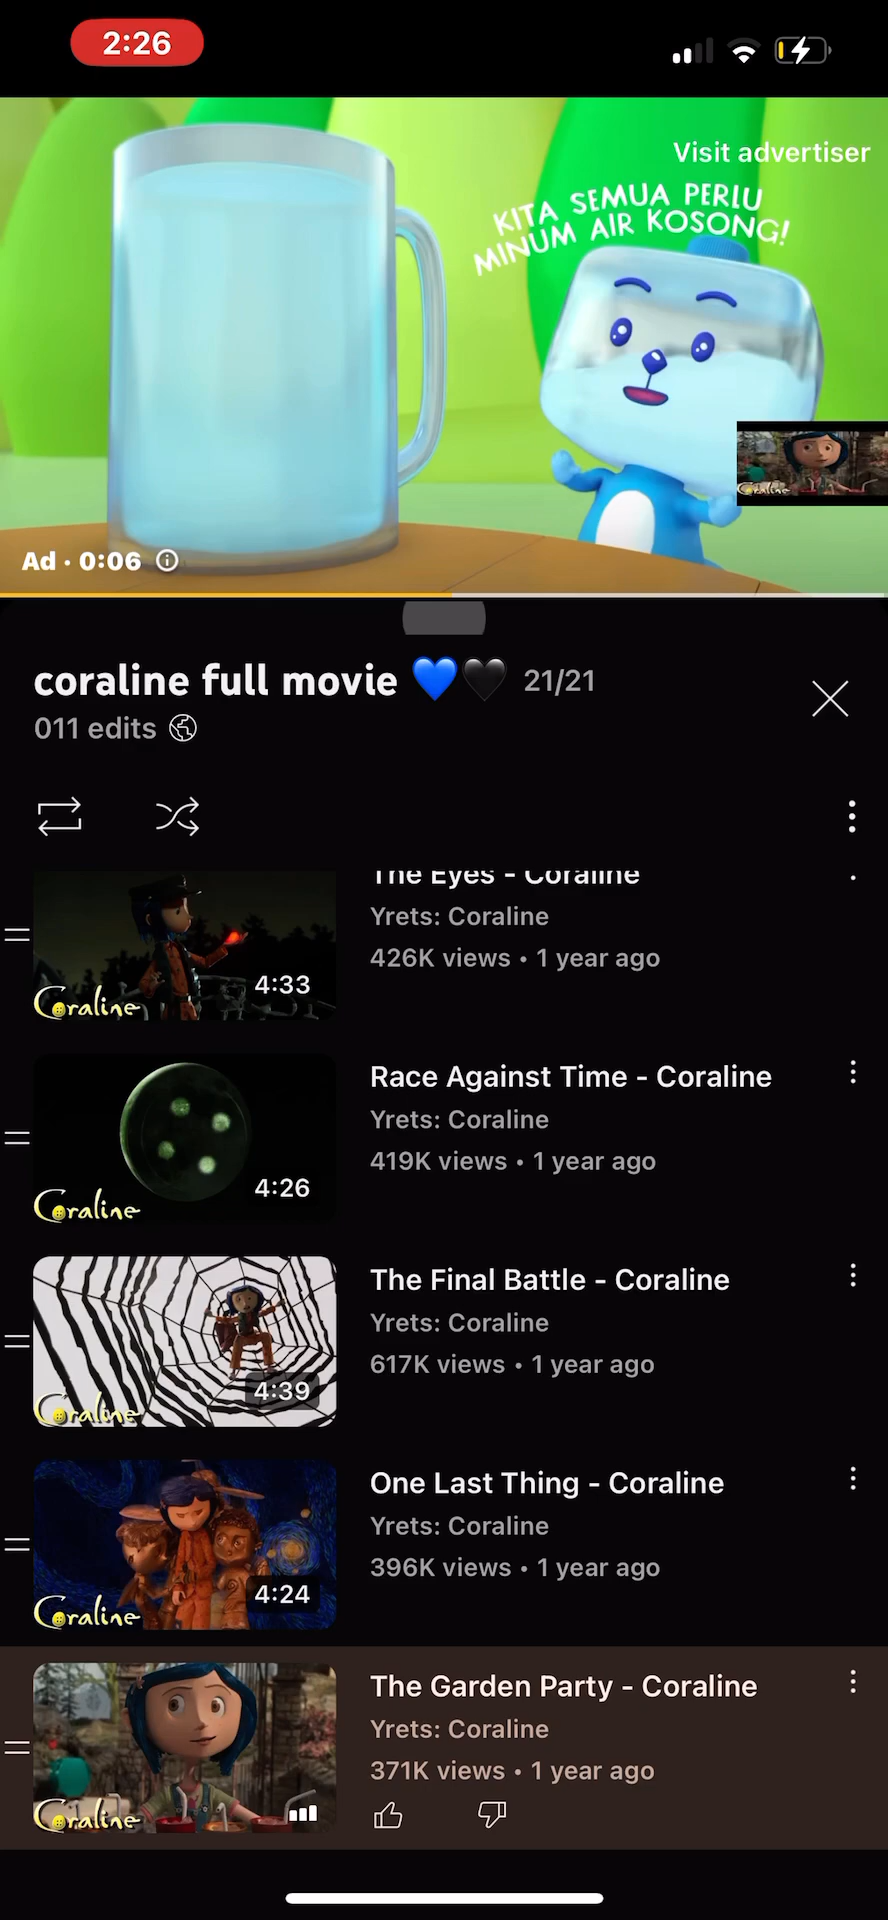 2:26
Visit advertiser
KITA SEMUA PERLU
MINUM AIR KOSONG!
Coraline
Ad · 0:06
coraline full movie 💙🖤 21/21
011 edits
The Eyes - Coraline
Yrets: Coraline
426K views • 1 year ago
4:33
Coraline
Race Against Time - Coraline
Yrets: Coraline
419K views • 1 year ago
4:26
Coraline
The Final Battle - Coraline
Yrets: Coraline
617K views • 1 year ago
4:39
Coraline
One Last Thing - Coraline
Yrets: Coraline
396K views • 1 year ago
4:24
Coraline
The Garden Party - Coraline
Yrets: Coraline
371K views • 1 year ago
Coraline